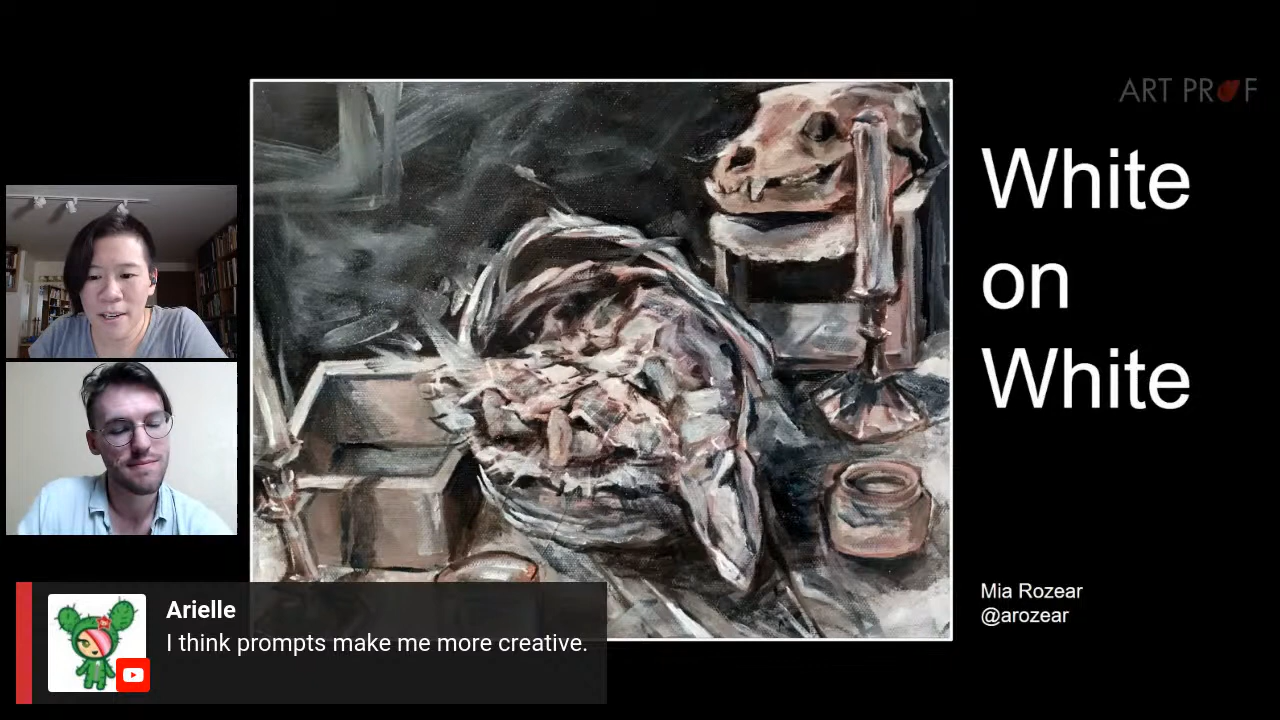 ART PROF
White
on
White
Mia Rozear
@arozear
Arielle
I think prompts make me more creative.